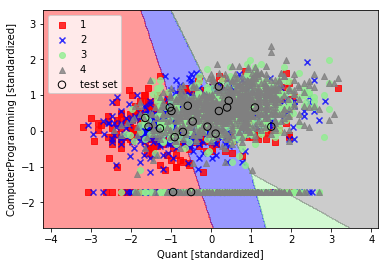 3
2
1
0
−1
−2
ComputerProgramming [standardized]
1
2
3
4
test set
−4 −3 −2 −1 0 1 2 3 4
Quant [standardized]